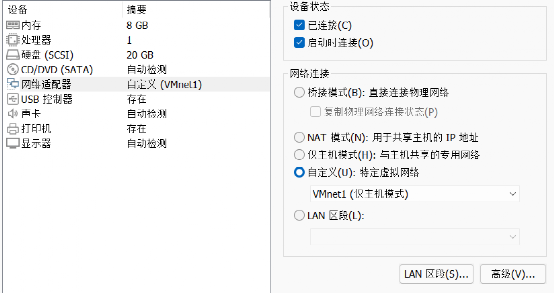 设备 摘要
内存 8 GB
处理器 1
硬盘 (SCSI) 20 GB
CD/DVD (SATA) 自动检测
网络适配器 自定义 (VMnet1)
USB 控制器 存在
声卡 自动检测
打印机 存在
显示器 自动检测
设备状态
已连接(C)
启动时连接(O)
网络连接
桥接模式(B): 直接连接物理网络
复制物理网络连接状态(P)
NAT 模式(N): 用于共享主机的 IP 地址
仅主机模式(H): 与主机共享的专用网络
自定义(U): 特定虚拟网络
VMnet1 (仅主机模式)
LAN 区段(L):
LAN 区段(S)... 高级(V)...